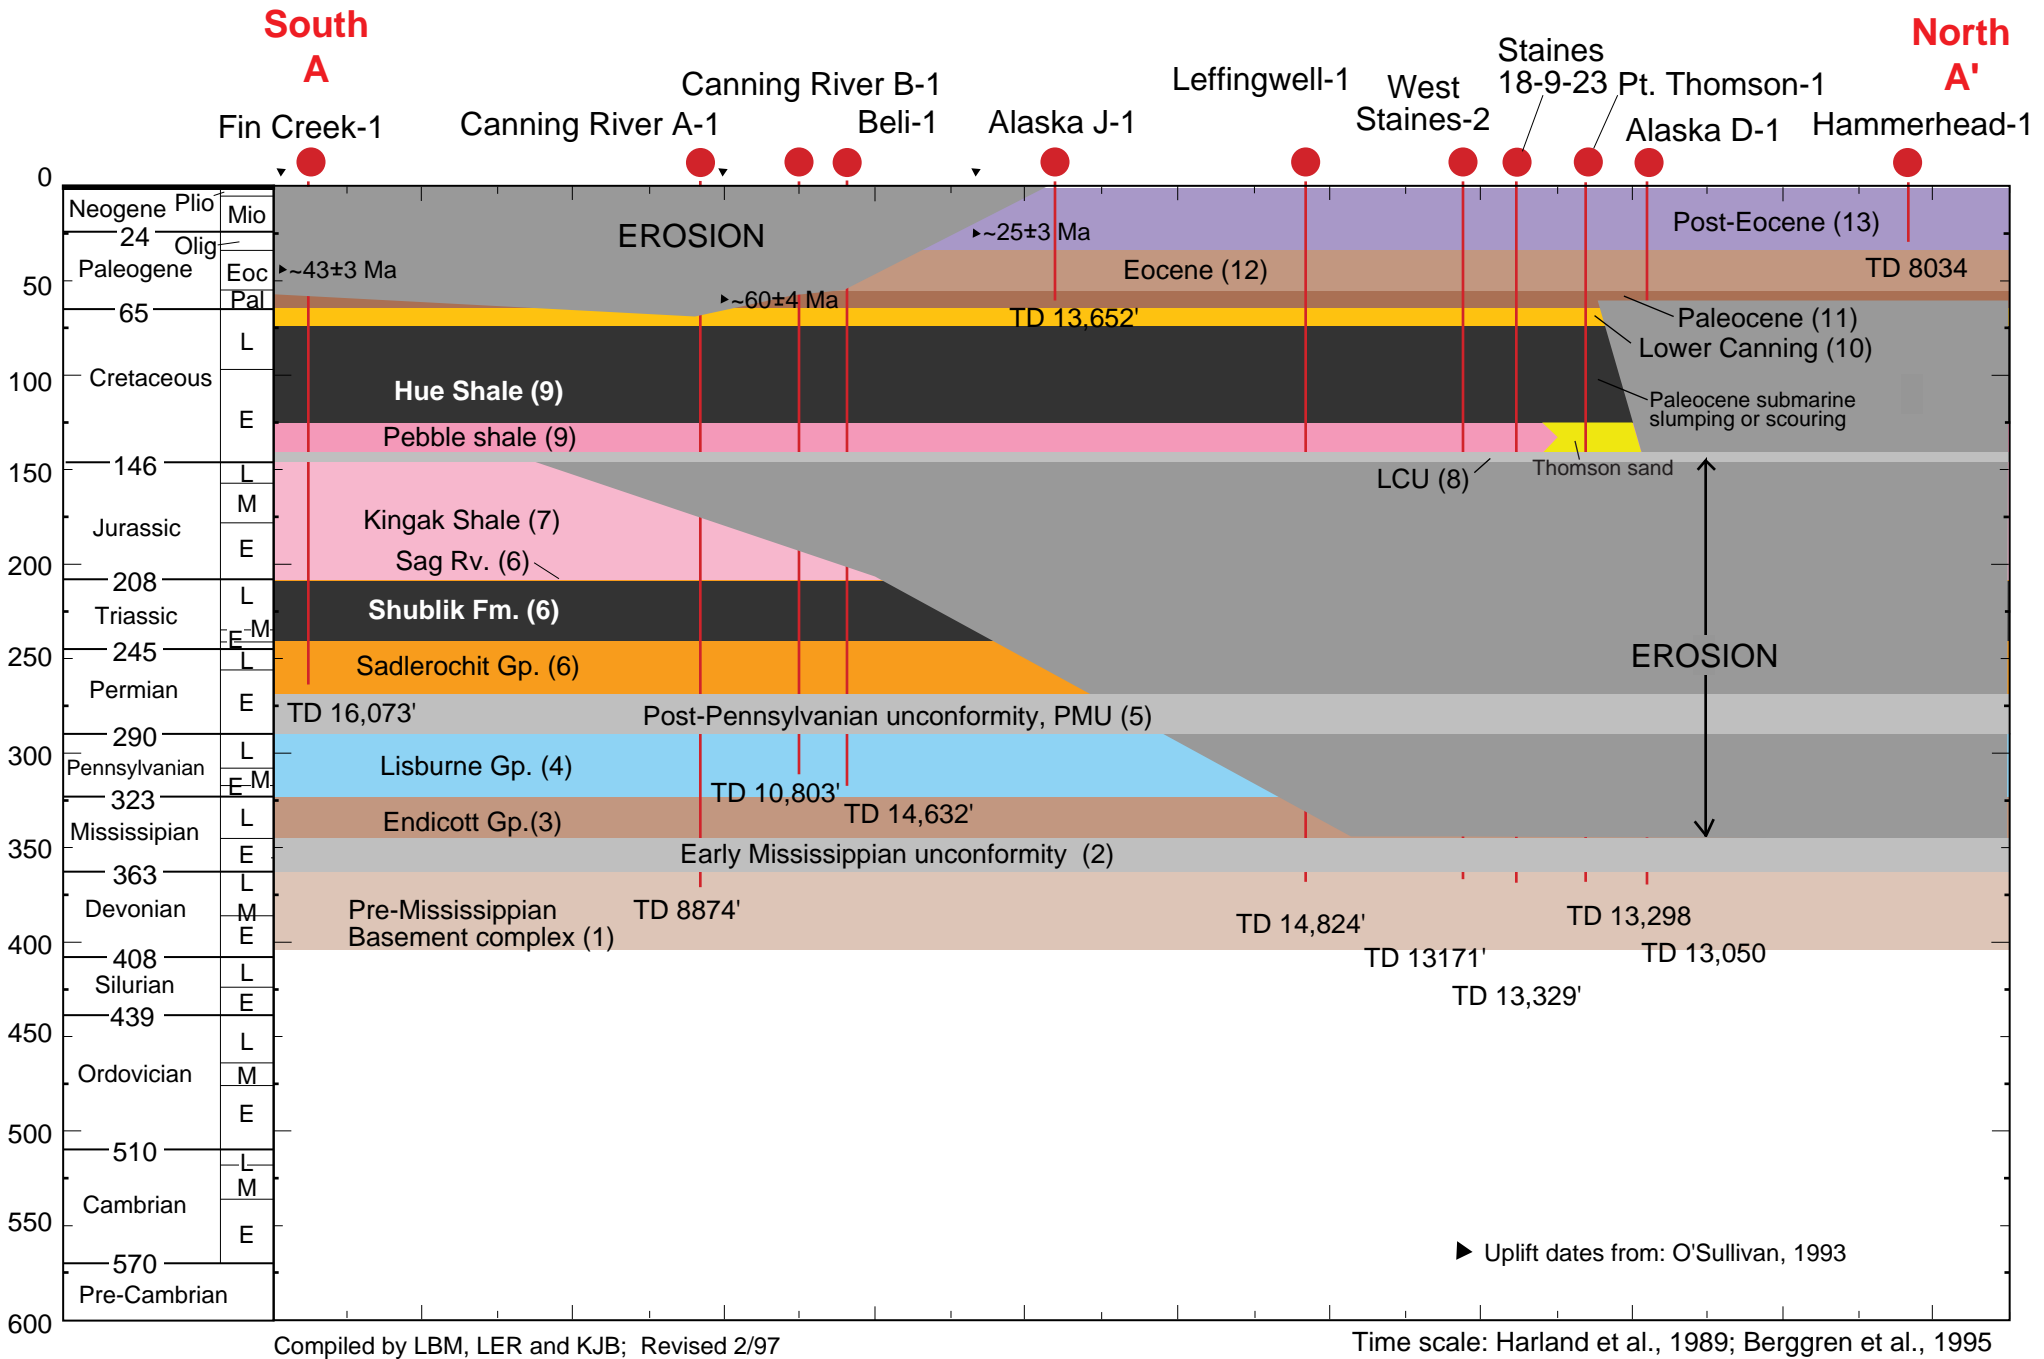 South
A
North
A'
Fin Creek-1
Canning River A-1
Canning River B-1
Beli-1
Alaska J-1
Leffingwell-1
West
Staines-2
Staines
18-9-23
Pt. Thomson-1
Alaska D-1
Hammerhead-1
0
50
100
150
200
250
300
350
400
450
500
550
600
Neogene
Plio
Mio
24
Olig
Paleogene
Eoc
Pal
65
L
Cretaceous
E
146
L
M
Jurassic
E
208
L
Triassic
M
E
245
L
Permian
E
290
L
Pennsylvanian
M
E
323
L
Mississipian
E
363
L
Devonian
M
E
408
L
Silurian
E
439
L
Ordovician
M
E
510
L
M
Cambrian
E
570
Pre-Cambrian
EROSION
~43±3 Ma
~25±3 Ma
~60±4 Ma
Post-Eocene (13)
Eocene (12)
TD 8034
TD 13,652'
Paleocene (11)
Lower Canning (10)
Hue Shale (9)
Paleocene submarine
slumping or scouring
Pebble shale (9)
Thomson sand
LCU (8)
Kingak Shale (7)
Sag Rv. (6)
Shublik Fm. (6)
EROSION
Sadlerochit Gp. (6)
TD 16,073'
Post-Pennsylvanian unconformity, PMU (5)
Lisburne Gp. (4)
TD 10,803'
TD 14,632'
Endicott Gp.(3)
Early Mississippian unconformity (2)
Pre-Mississippian
Basement complex (1)
TD 8874'
TD 14,824'
TD 13171'
TD 13,329'
TD 13,298
TD 13,050
Uplift dates from: O'Sullivan, 1993
Compiled by LBM, LER and KJB; Revised 2/97
Time scale: Harland et al., 1989; Berggren et al., 1995